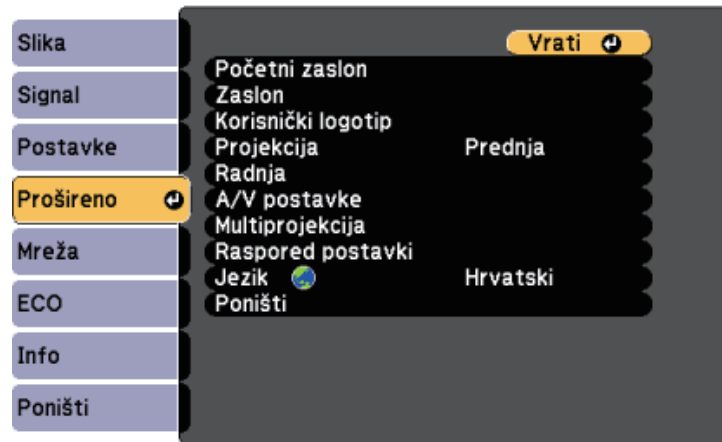 Slika
Signal
Postavke
Prošireno
Mreža
ECO
Info
Poništi
Vrati
Početni zaslon
Zaslon
Korisnički logotip
Projekcija Prednja
Radnja
A/V postavke
Multiprojekcija
Raspored postavki
Jezik Hrvatski
Poništi